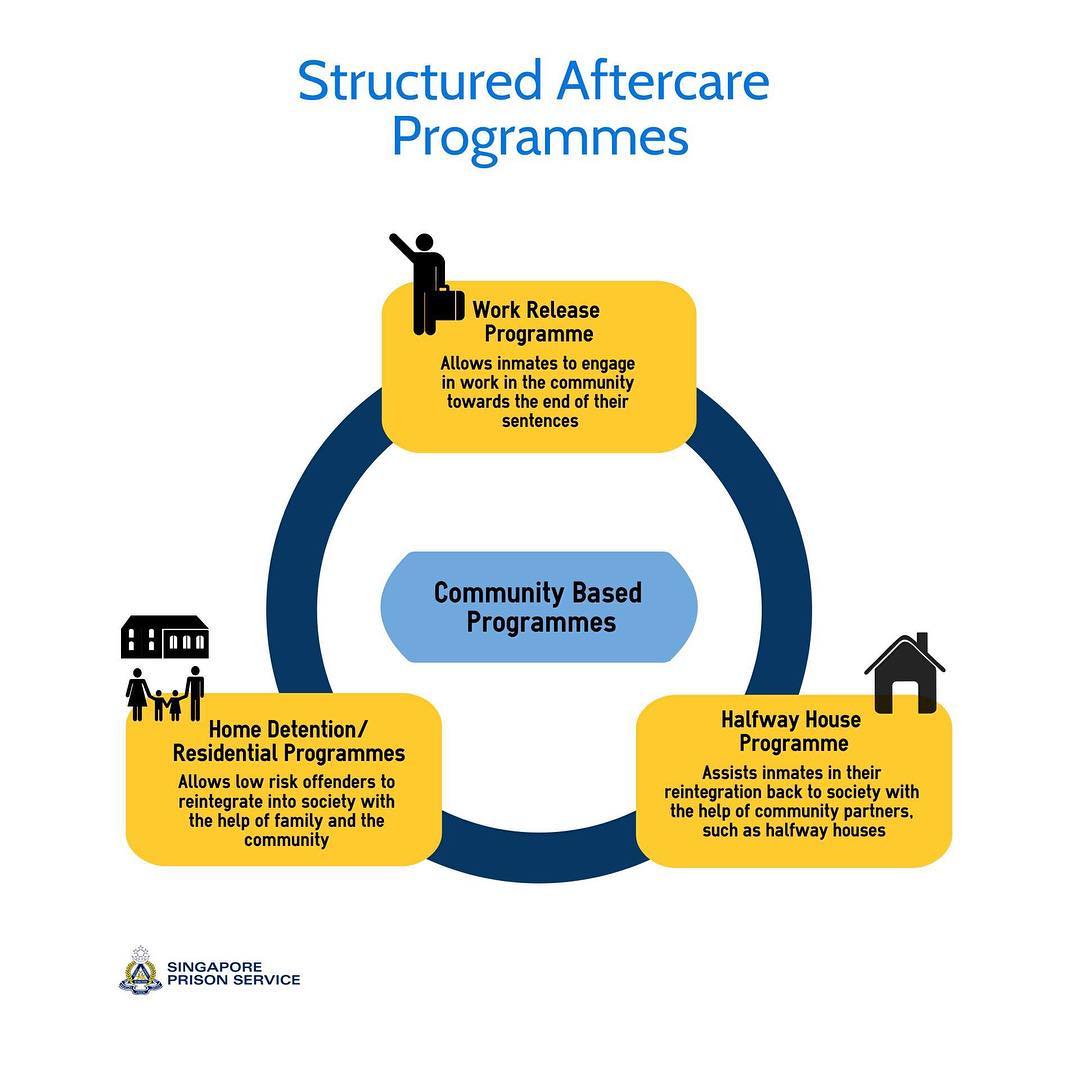 Structured Aftercare
Programmes
Work Release
Programme
Allows inmates to engage
in work in the community
towards the end of their
sentences
Community Based
Programmes
Home Detention/
Residential Programmes
Allows low risk offenders to
reintegrate into society with
the help of family and the
community
Halfway House
Programme
Assists inmates in their
reintegration back to society with
the help of community partners,
such as halfway houses
SINGAPORE
PRISON SERVICE